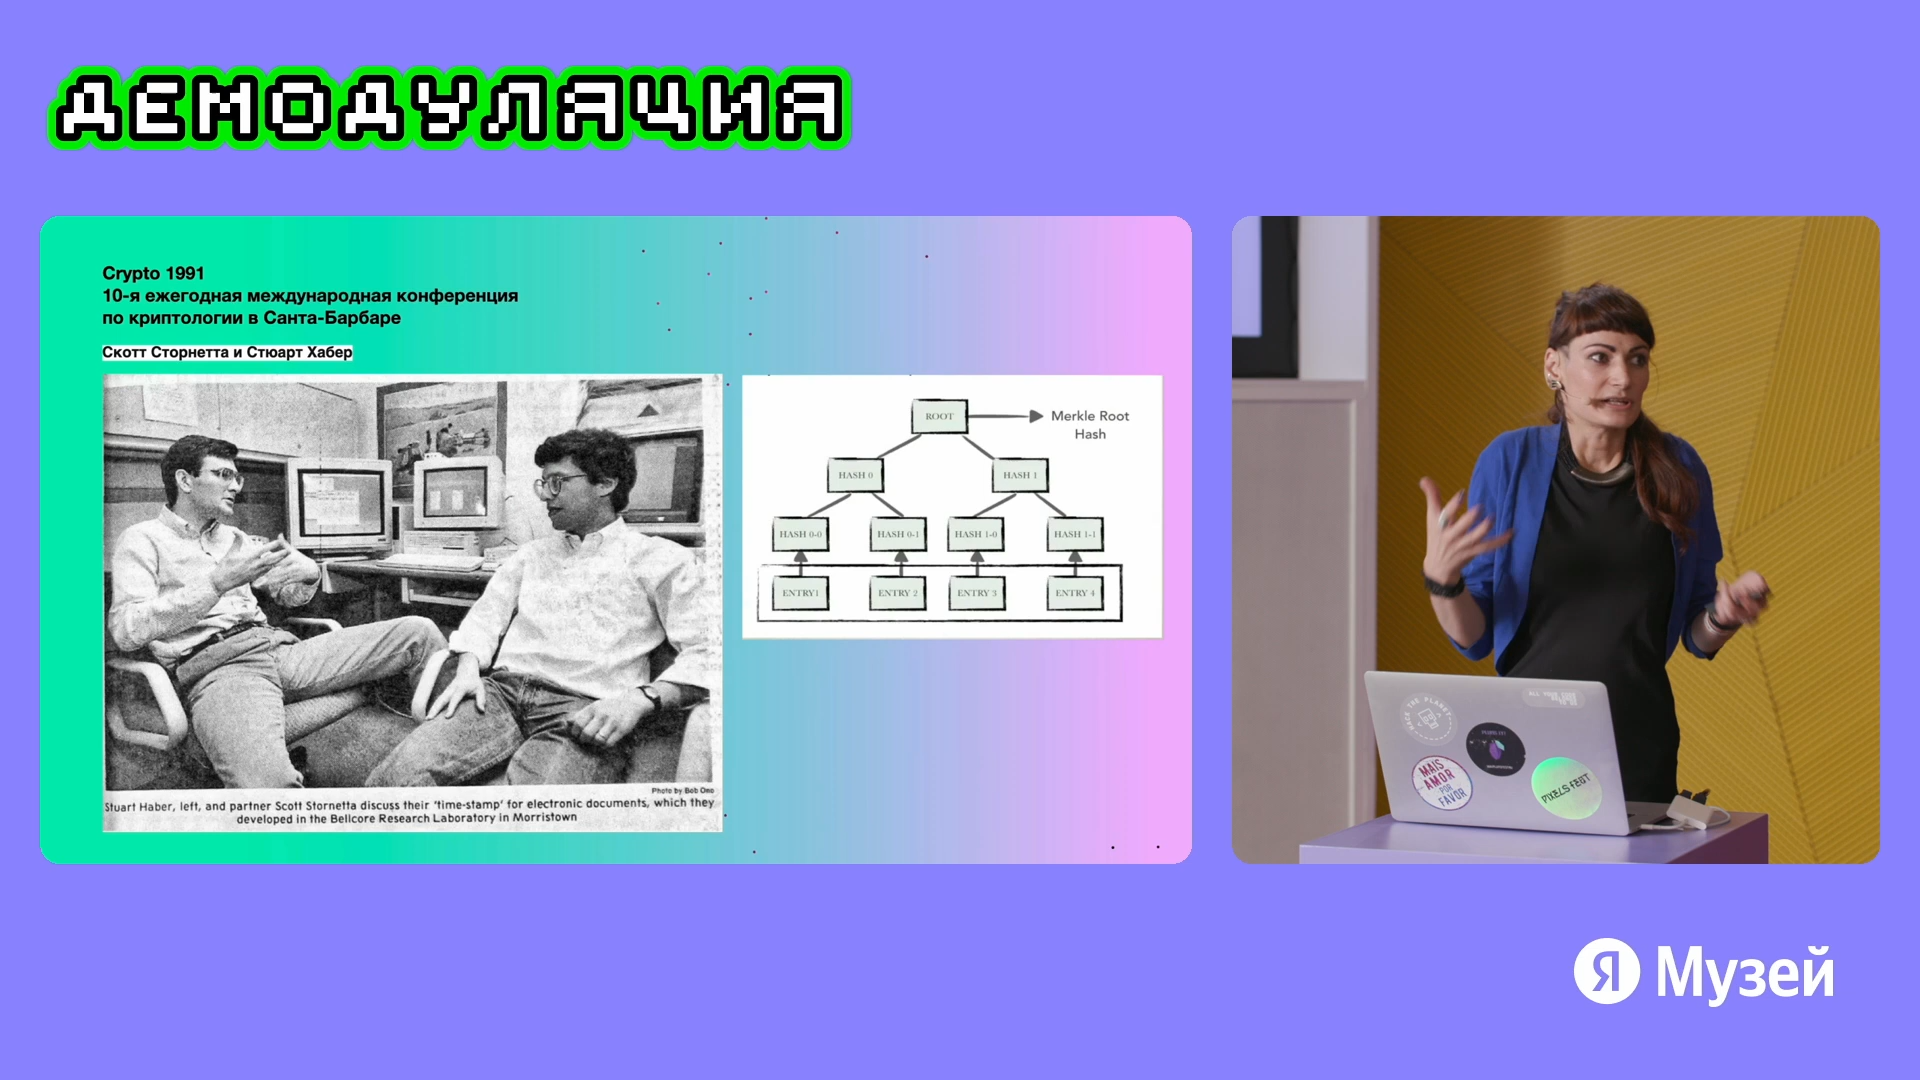 ДЕМОДУЛЯЦИЯ
Crypto 1991
10-я ежегодная международная конференция
по криптологии в Санта-Барбаре
Скотт Сторнетта и Стюарт Хабер
Photo by Bob Ono
Stuart Haber, left, and partner Scott Stornetta discuss their 'time-stamp' for electronic documents, which they
developed in the Bellcore Research Laboratory in Morristown
ROOT
Merkle Root
Hash
HASH 0
HASH 1
HASH 0-0
HASH 0-1
HASH 1-0
HASH 1-1
ENTRY1
ENTRY 2
ENTRY 3
ENTRY 4
HACK THE PLANET
MAIS
AMOR
POR
FAVOR
PIXELS FEST
Я Музей